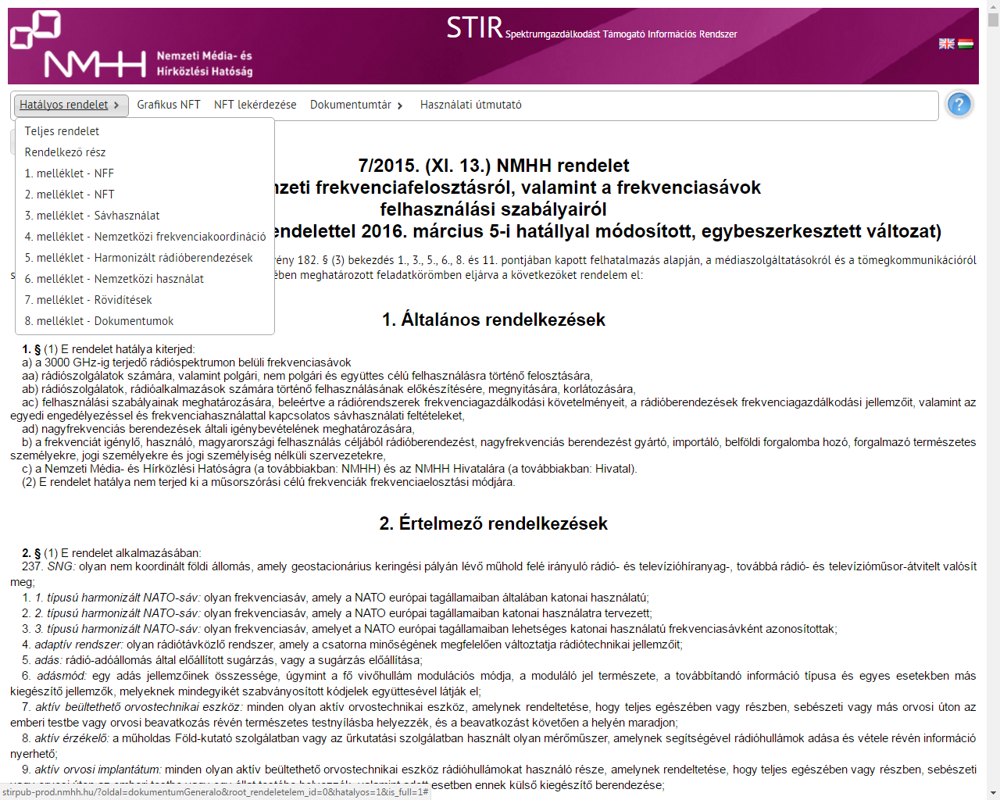 STIR Spektrumgazdálkodást Támogató Információs Rendszer
NMHH Nemzeti Média- és
Hírközlési Hatóság
Hatályos rendelet Grafikus NFT NFT lekérdezése Dokumentumtár Használati útmutató ?
Teljes rendelet
Rendelkező rész
1. melléklet - NFF
2. melléklet - NFT
3. melléklet - Sávhasználat
4. melléklet - Nemzetközi frekvenciakoordináció
5. melléklet - Harmonizált rádióberendezések
6. melléklet - Nemzetközi használat
7. melléklet - Rövidítések
8. melléklet - Dokumentumok
7/2015. (XI. 13.) NMHH rendelet
nzeti frekvenciafelosztásról, valamint a frekvenciasávok
felhasználási szabályairól
endelettel 2016. március 5-i hatállyal módosított, egybeszerkesztett változat)
vény 182. § (3) bekezdés 1., 3., 5., 6., 8. és 11. pontjában kapott felhatalmazás alapján, a médiaszolgáltatásokról és a tömegkommunikációról
s ében meghatározott feladatkörömben eljárva a következőket rendelem el:
1. Általános rendelkezések
1. § (1) E rendelet hatálya kiterjed:
a) a 3000 GHz-ig terjedő rádióspektrumon belüli frekvenciasávok
aa) rádiószolgálatok számára, valamint polgári, nem polgári és együttes célú felhasználásra történő felosztására,
ab) rádiószolgálatok, rádióalkalmazások számára történő felhasználásának előkészítésére, megnyitására, korlátozására,
ac) felhasználási szabályainak meghatározására, beleértve a rádiórendszerek frekvenciagazdálkodási követelményeit, a rádióberendezések frekvenciagazdálkodási jellemzőit, valamint az
egyedi engedélyezéssel és frekvenciahasználattal kapcsolatos sávhasználati feltételeket,
ad) nagyfrekvenciás berendezések általi igénybevételének meghatározására,
b) a frekvenciát igénylő, használó, magyarországi felhasználás céljából rádióberendezést, nagyfrekvenciás berendezést gyártó, importáló, belföldi forgalomba hozó, forgalmazó természetes
személyekre, jogi személyekre és jogi személyiség nélküli szervezetekre,
c) a Nemzeti Média- és Hírközlési Hatóságra (a továbbiakban: NMHH) és az NMHH Hivatalára (a továbbiakban: Hivatal).
(2) E rendelet hatálya nem terjed ki a műsorszórási célú frekvenciák frekvenciaelosztási módjára.
2. Értelmező rendelkezések
2. § (1) E rendelet alkalmazásában:
237. SNG: olyan nem koordinált földi állomás, amely geostacionárius keringési pályán lévő műhold felé irányuló rádió- és televízióhíranyag-, továbbá rádió- és televízióműsor-átvitelt valósít
meg;
1. 1. típusú harmonizált NATO-sáv: olyan frekvenciasáv, amely a NATO európai tagállamaiban általában katonai használatú;
2. 2. típusú harmonizált NATO-sáv: olyan frekvenciasáv, amely a NATO európai tagállamaiban katonai használatra tervezett;
3. 3. típusú harmonizált NATO-sáv: olyan frekvenciasáv, amelyet a NATO európai tagállamaiban lehetséges katonai használatú frekvenciasávként azonosítottak;
4. adaptív rendszer: olyan rádiótávközlő rendszer, amely a csatorna minőségének megfelelően változtatja rádiótechnikai jellemzőit;
5. adás: rádió-adóállomás által előállított sugárzás, vagy a sugárzás előállítása;
6. adásmód: egy adás jellemzőinek összessége, úgymint a fő vivőhullám modulációs módja, a moduláló jel természete, a továbbítandó információ típusa és egyes esetekben más
kiegészítő jellemzők, melyeknek mindegyikét szabványosított kódjelek együttesével látják el;
7. aktív beültethető orvostechnikai eszköz: minden olyan aktív orvostechnikai eszköz, amelynek rendeltetése, hogy teljes egészében vagy részben, sebészeti vagy más orvosi úton az
emberi testbe vagy orvosi beavatkozás révén természetes testnyílásba helyezzék, és a beavatkozást követően a helyén maradjon;
8. aktív érzékelő: a műholdas Föld-kutató szolgálatban vagy az űrkutatási szolgálatban használt olyan mérőműszer, amelynek segítségével rádióhullámok adása és vétele révén információ
nyerhető;
9. aktív orvosi implantátum: minden olyan aktív beültethető orvostechnikai eszköz rádióhullámokat használó része, amelynek rendeltetése, hogy teljes egészében vagy részben, sebészeti
esetben ennek külső kiegészítő berendezése;
stirpub-prod.nmhh.hu/?oldal=dokumentumGeneralo&root_rendeletelem_id=0&hatalyos=1&is_full=1#